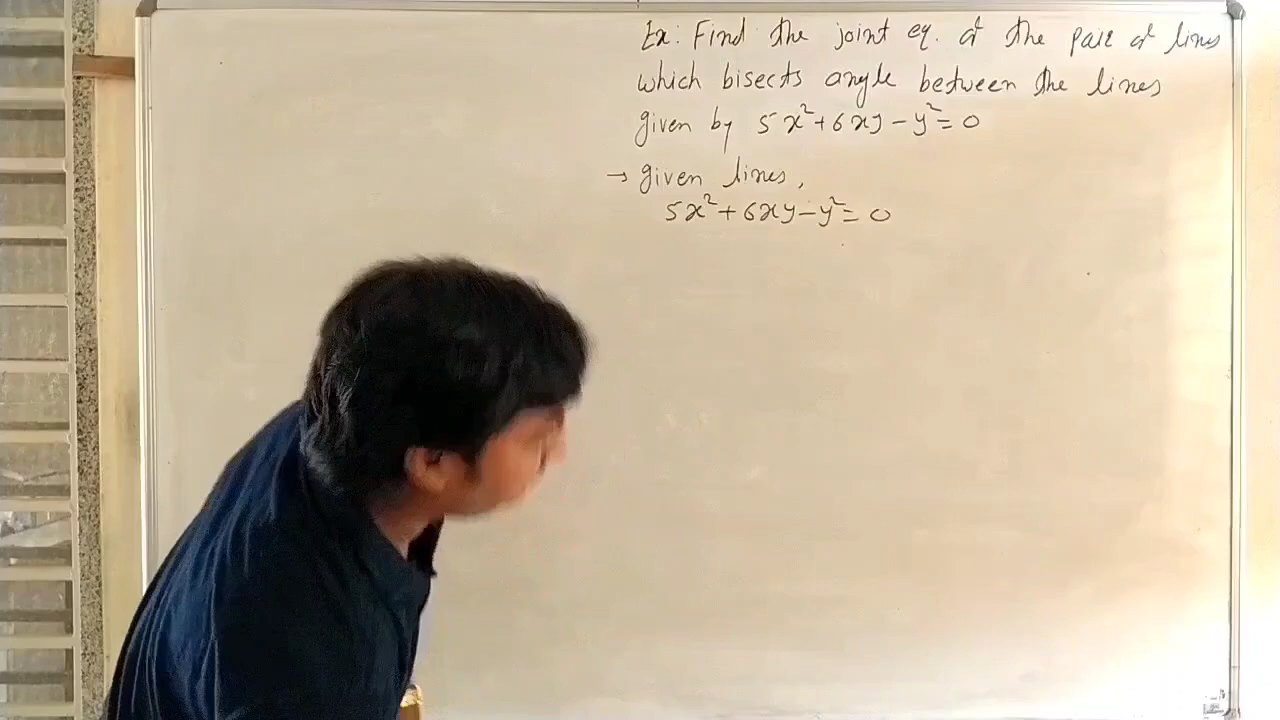 Ex: Find the joint eq. of the pair of lines
which bisects angle between the lines
given by 5x²+6xy-y²=0
→ given lines,
5x²+6xy-y²=0